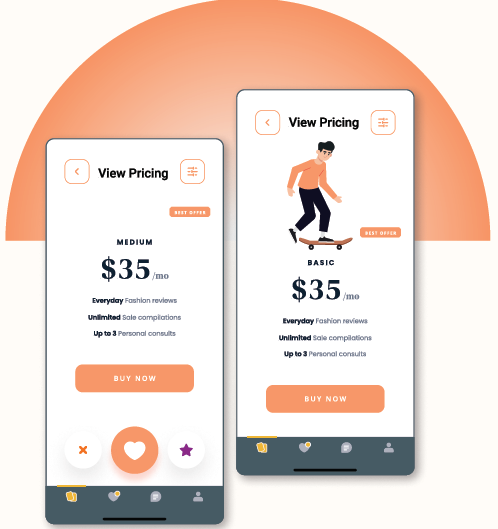 View Pricing
BEST OFFER
MEDIUM
$35/mo
Everyday Fashion reviews
Unlimited Sale compilations
Up to 3 Personal consults
BUY NOW
View Pricing
BEST OFFER
BASIC
$35/mo
Everyday Fashion reviews
Unlimited Sale compilations
Up to 3 Personal consults
BUY NOW